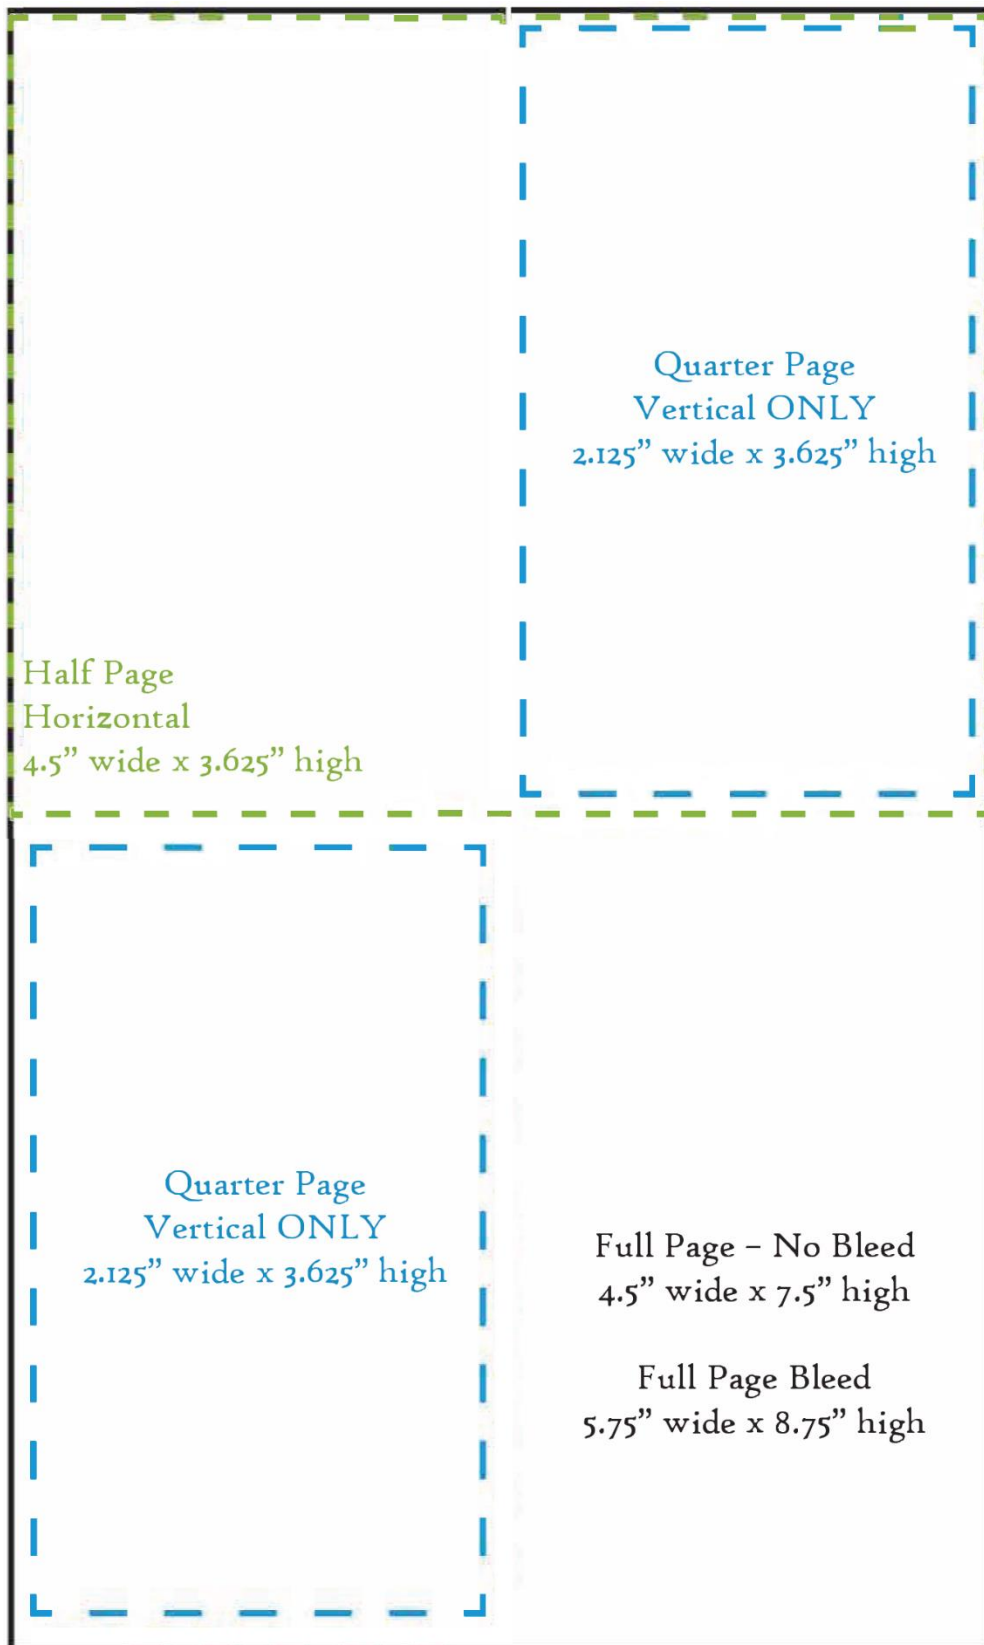 Quarter Page
Vertical ONLY
2.125” wide x 3.625” high
Half Page
Horizontal
4.5” wide x 3.625” high
Quarter Page
Vertical ONLY
2.125” wide x 3.625” high
Full Page – No Bleed
4.5” wide x 7.5” high
Full Page Bleed
5.75” wide x 8.75” high